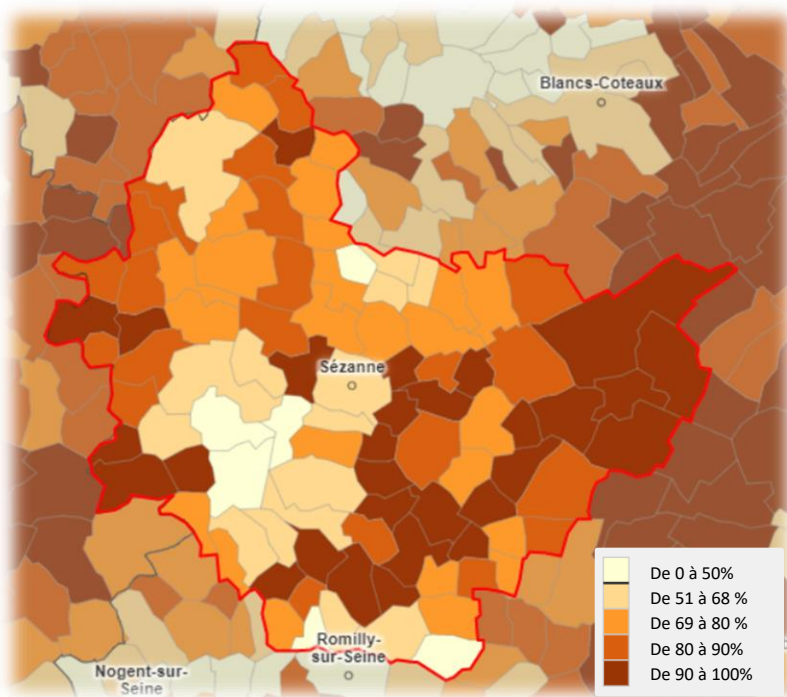 Blancs-Coteaux
Sézanne
De 0 à 50%
De 51 à 68 %
De 69 à 80 %
De 80 à 90%
De 90 à 100%
Romilly-
sur-Seine
Nogent-sur-
Seine